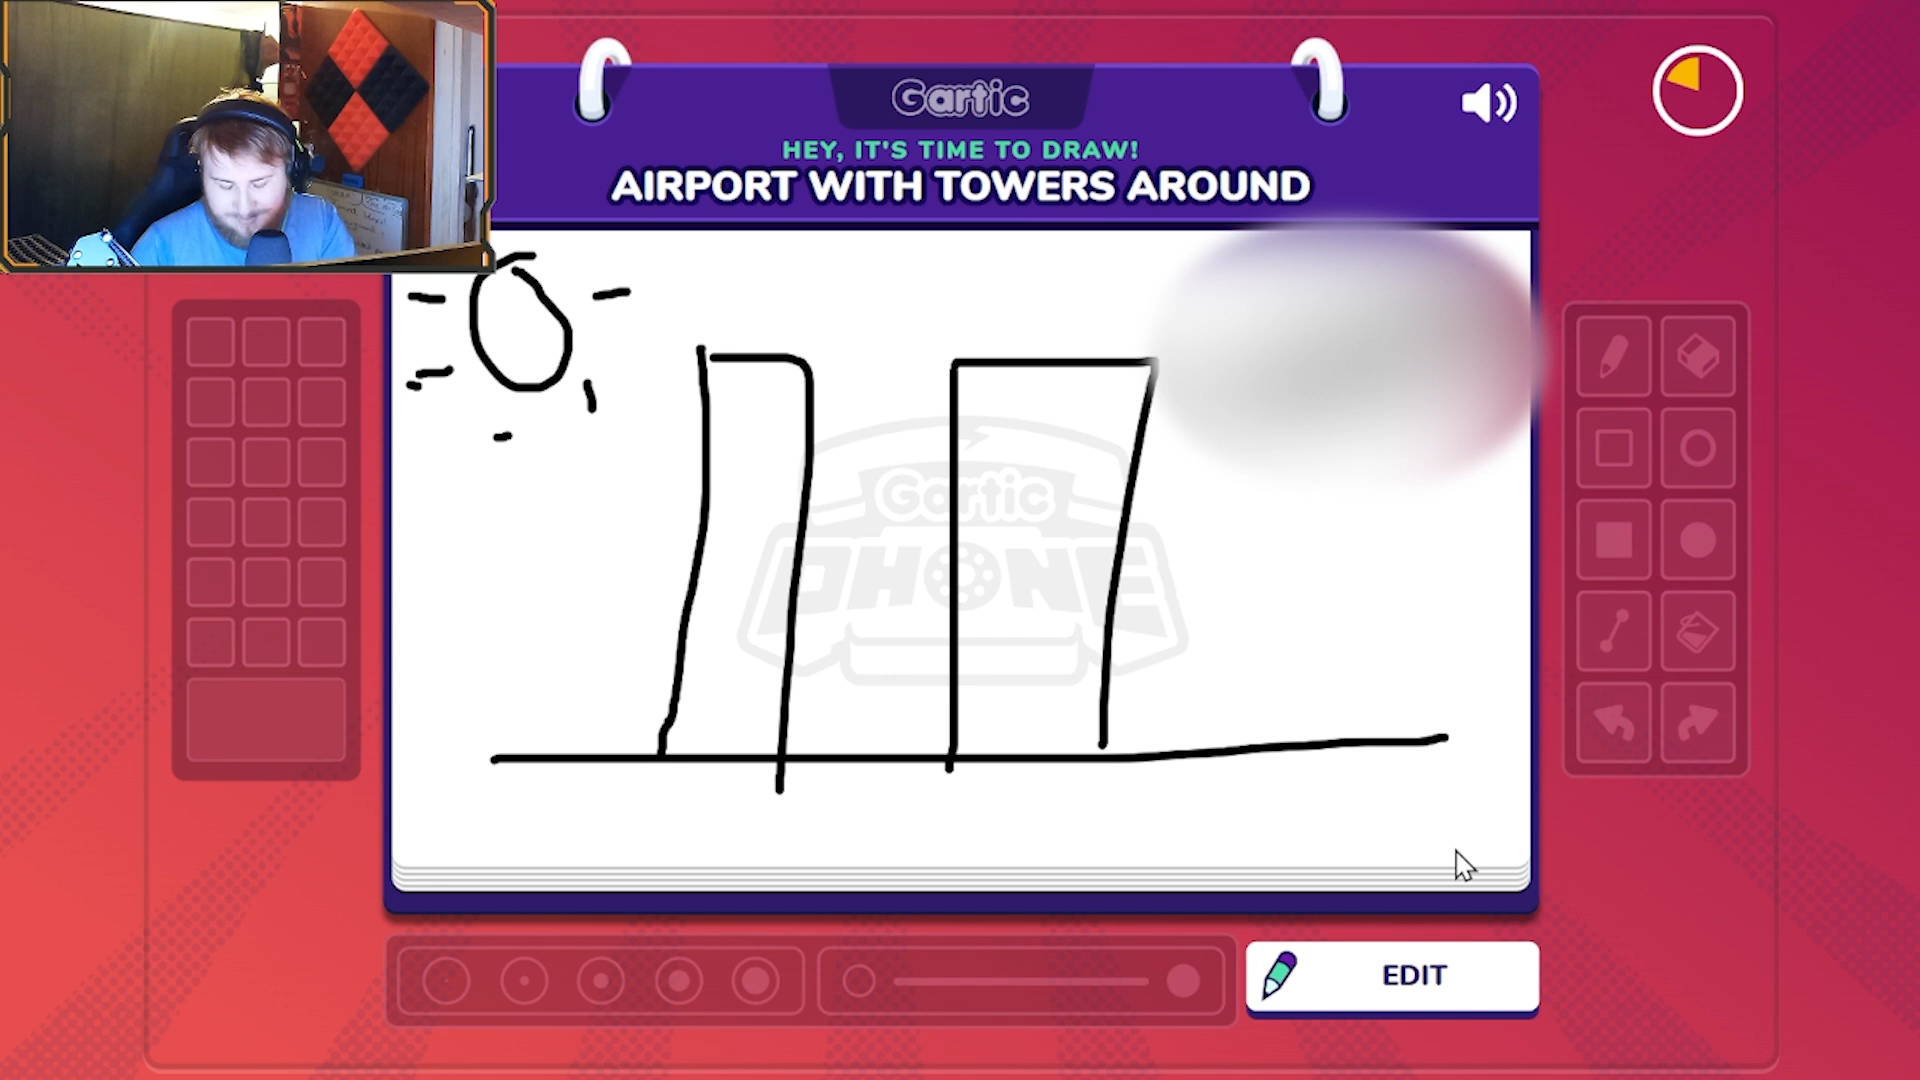 Gartic
HEY, IT'S TIME TO DRAW!
AIRPORT WITH TOWERS AROUND
Gartic
PHONE
EDIT